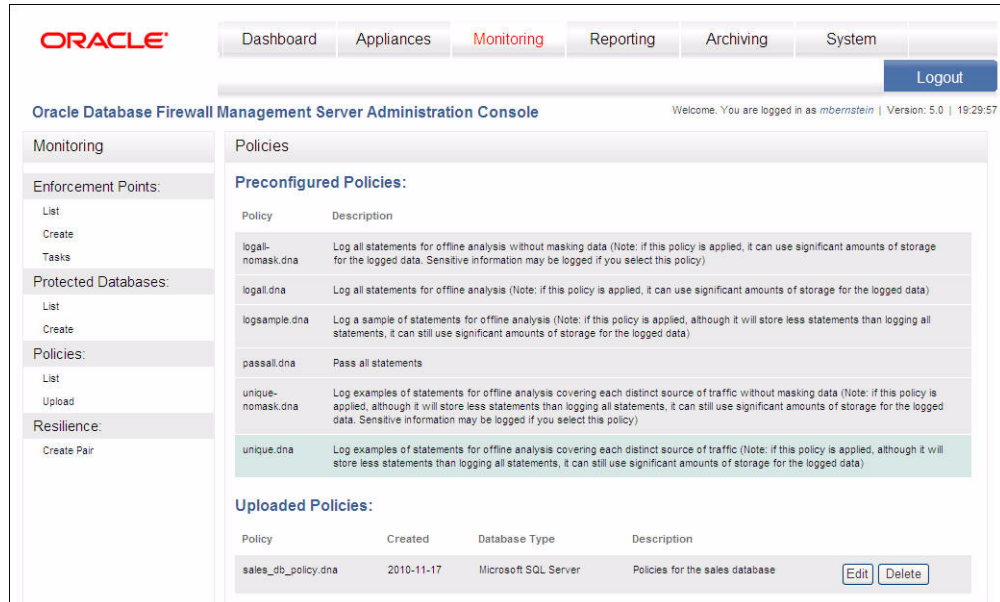 ORACLE
Dashboard Appliances Monitoring Reporting Archiving System
Logout
Oracle Database Firewall Management Server Administration Console
Welcome. You are logged in as mbernstein | Version: 5.0 | 19:29:57
Monitoring
Enforcement Points:
List
Create
Tasks
Protected Databases:
List
Create
Policies:
List
Upload
Resilience:
Create Pair
Policies
Preconfigured Policies:
Policy Description
logall-
nomask.dna
Log all statements for offline analysis without masking data (Note: if this policy is applied, it can use significant amounts of storage
for the logged data. Sensitive information may be logged if you select this policy)
logall.dna Log all statements for offline analysis (Note: if this policy is applied, it can use significant amounts of storage for the logged data)
logsample.dna Log a sample of statements for offline analysis (Note: if this policy is applied, although it will store less statements than logging all
statements, it can still use significant amounts of storage for the logged data)
passall.dna Pass all statements
unique-
nomask.dna
Log examples of statements for offline analysis covering each distinct source of traffic without masking data (Note: if this policy is
applied, although it will store less statements than logging all statements, it can still use significant amounts of storage for the logged
data. Sensitive information may be logged if you select this policy)
unique.dna Log examples of statements for offline analysis covering each distinct source of traffic (Note: if this policy is applied, although it will
store less statements than logging all statements, it can still use significant amounts of storage for the logged data)
Uploaded Policies:
Policy Created Database Type Description
sales_db_policy.dna 2010-11-17 Microsoft SQL Server Policies for the sales database Edit Delete